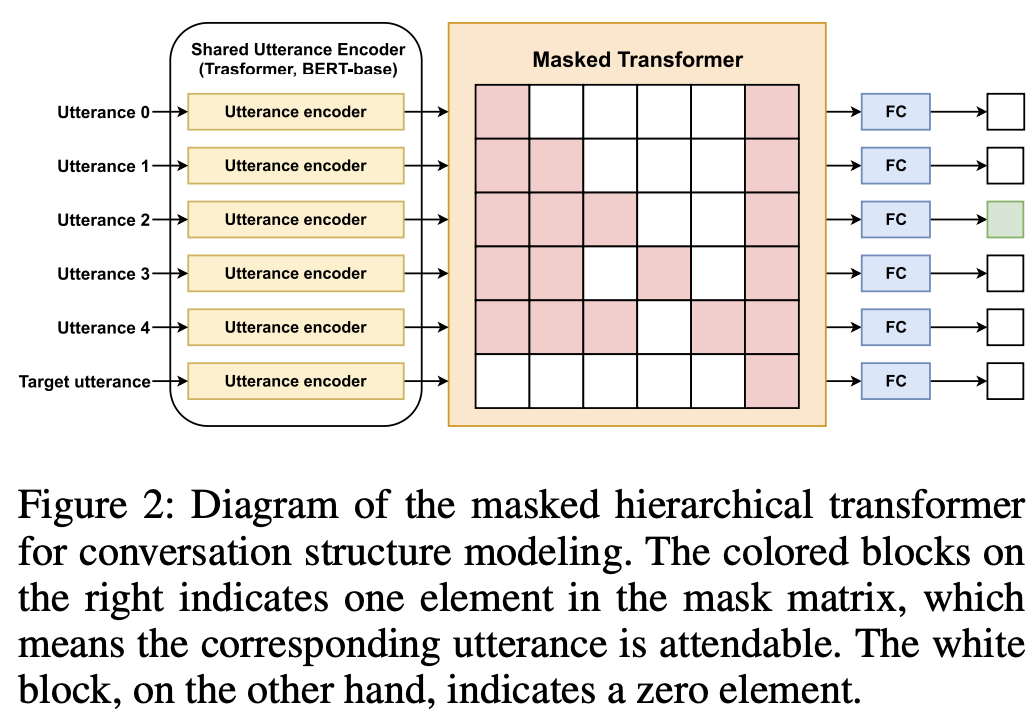 Shared Utterance Encoder
(Trasformer, BERT-base)
Masked Transformer
Utterance 0
Utterance encoder
FC
Utterance 1
Utterance encoder
FC
Utterance 2
Utterance encoder
FC
Utterance 3
Utterance encoder
FC
Utterance 4
Utterance encoder
FC
Target utterance
Utterance encoder
FC
Figure 2: Diagram of the masked hierarchical transformer
for conversation structure modeling. The colored blocks on
the right indicates one element in the mask matrix, which
means the corresponding utterance is attendable. The white
block, on the other hand, indicates a zero element.